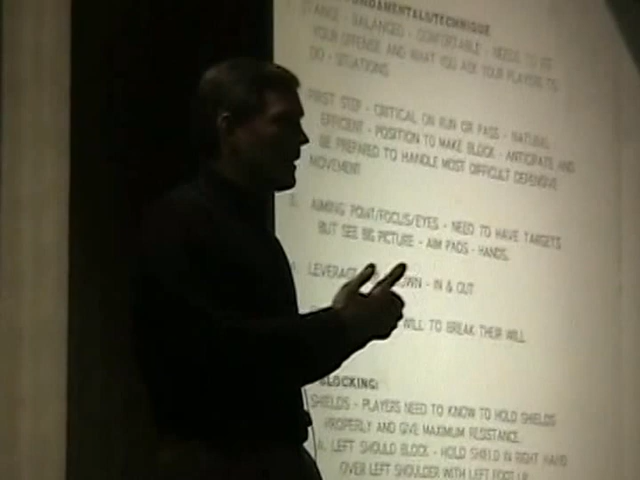 FUNDAMENTALS/TECHNIQUE
STANCE - BALANCED - COMFORTABLE - NEEDS TO FIT
YOUR OFFENSE AND WHAT YOU ASK YOUR PLAYERS TO
DO - SITUATIONS
FIRST STEP - CRITICAL ON RUN OR PASS - NATURAL
EFFICIENT - POSITION TO MAKE BLOCK - ANTICIPATE AND
BE PREPARED TO HANDLE MOST DIFFICULT DEFENSIVE
MOVEMENT
AIMING POINT/FOCUS/EYES - NEED TO HAVE TARGETS
BUT SEE BIG PICTURE - AIM PADS - HANDS.
LEVERAGE OWN - IN & OUT
WILL TO BREAK THEIR WILL
BLOCKING:
SHIELDS - PLAYERS NEED TO KNOW TO HOLD SHIELDS
PROPERLY AND GIVE MAXIMUM RESISTANCE.
A. LEFT SHOULD BLOCK - HOLD SHIELD IN RIGHT HAND
OVER LEFT SHOULDER WITH LEFT FOOT UP